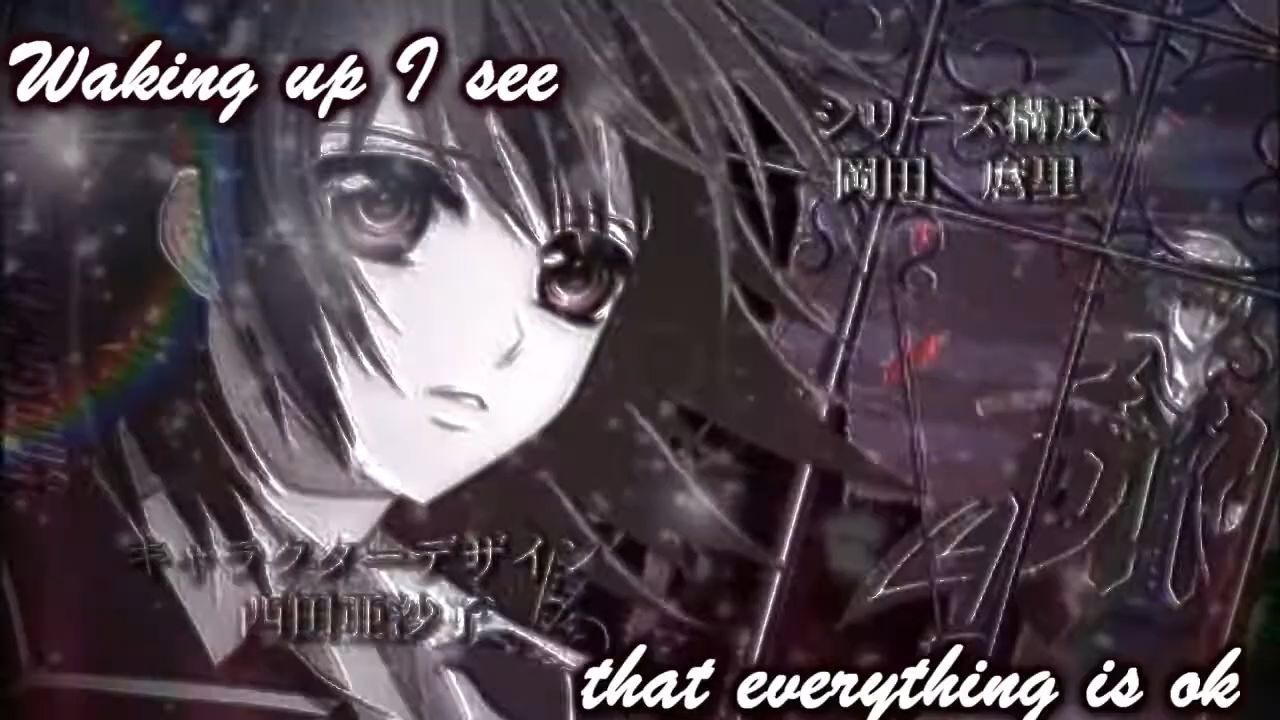 Waking up I see
シリーズ構成
岡田 麿里
キャラクターデザイン
西田亜沙子
that everything is ok